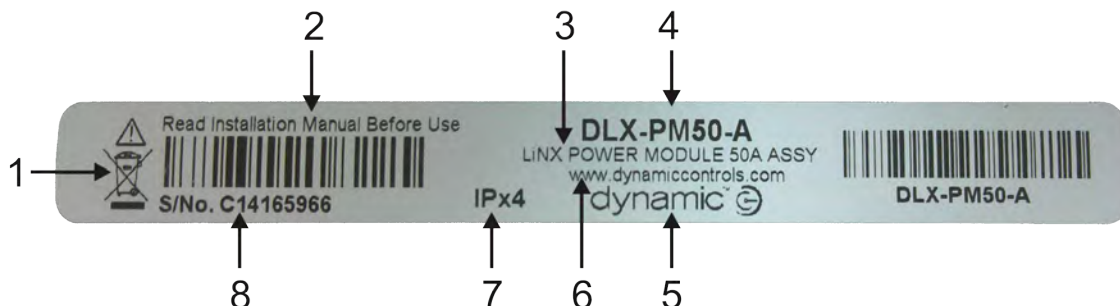 2
3
4
Read Installation Manual Before Use
DLX-PM50-A
LiNX POWER MODULE 50A ASSY
www.dynamiccontrols.com
1
S/No. C14165966
IPx4
dynamic™
DLX-PM50-A
8
7
6
5